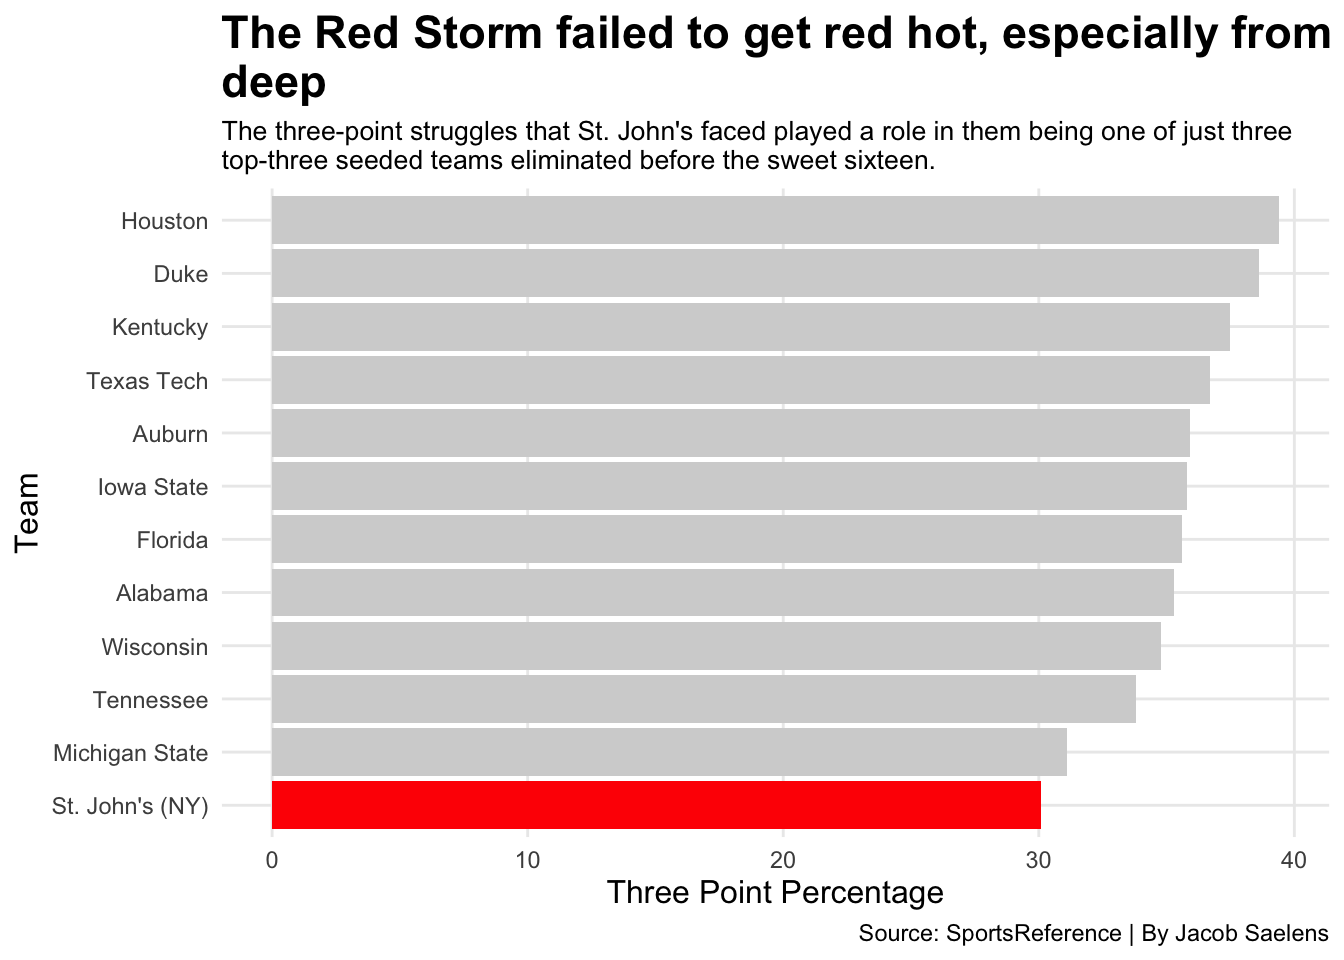 The Red Storm failed to get red hot, especially from
deep
The three-point struggles that St. John's faced played a role in them being one of just three
top-three seeded teams eliminated before the sweet sixteen.
Team
Houston
Duke
Kentucky
Texas Tech
Auburn
Iowa State
Florida
Alabama
Wisconsin
Tennessee
Michigan State
St. John's (NY)
0 10 20 30 40
Three Point Percentage
Source: SportsReference | By Jacob Saelens